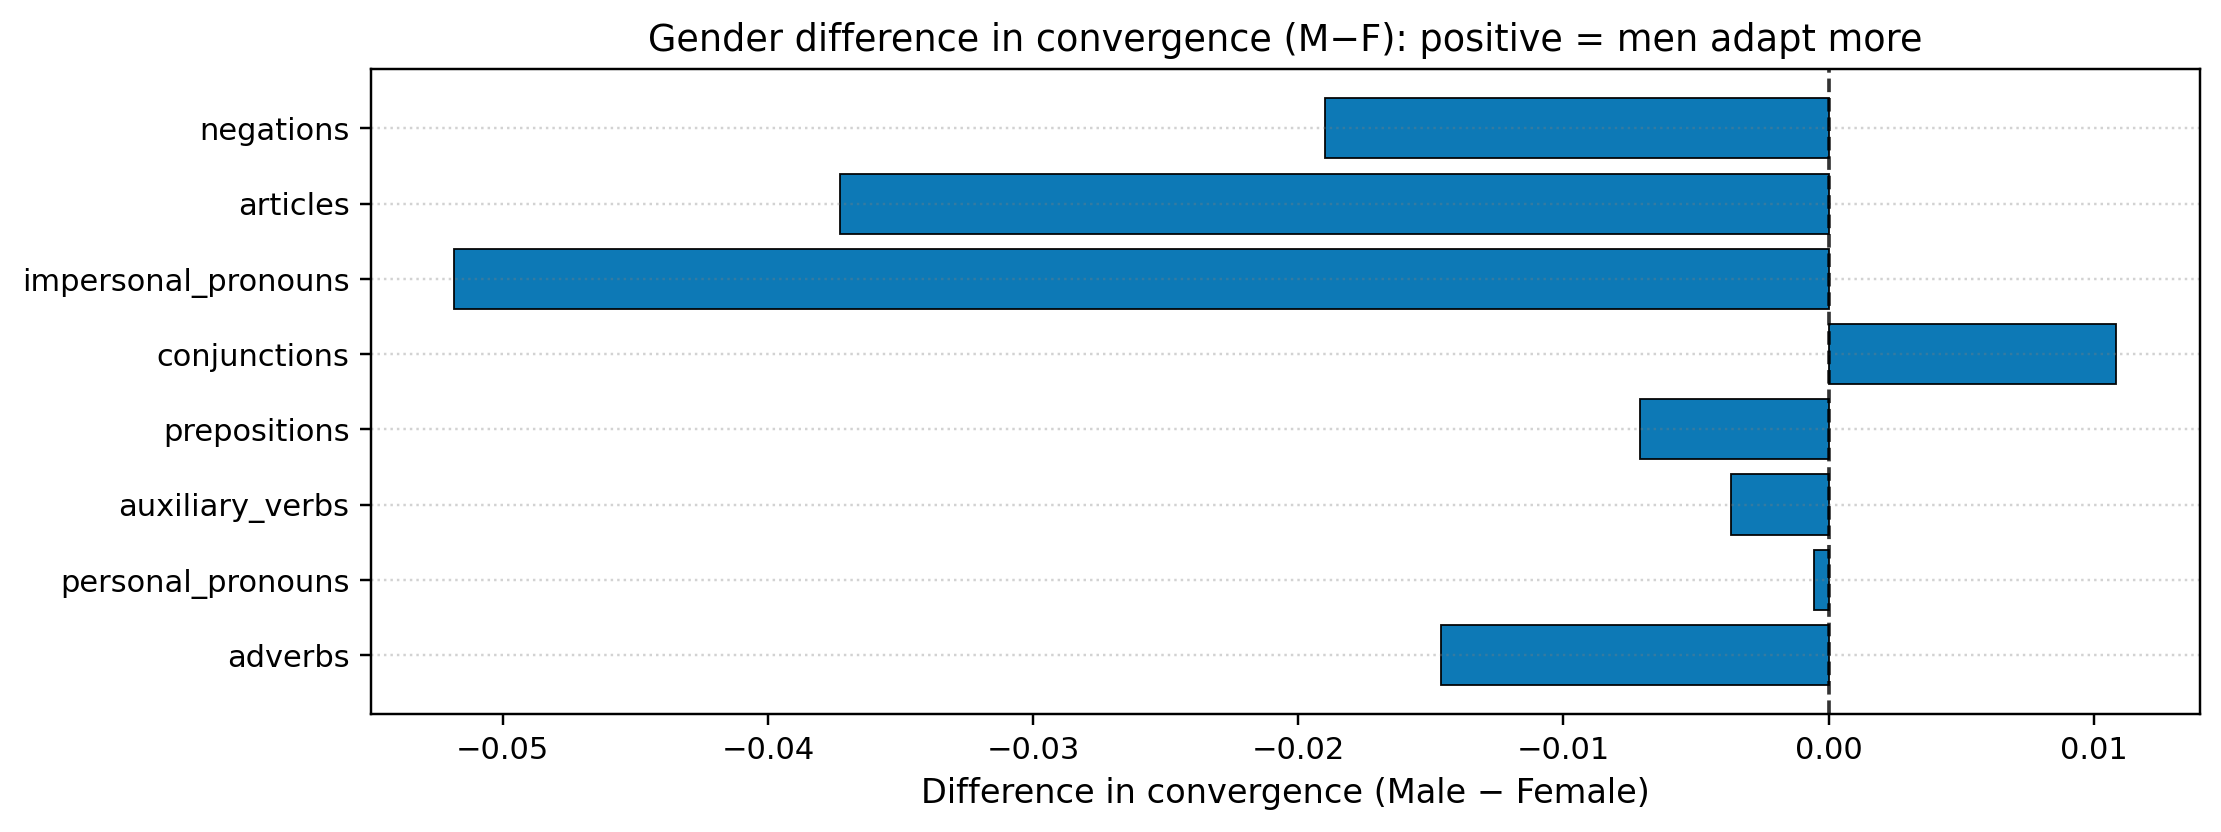 Gender difference in convergence (M−F): positive = men adapt more
negations
articles
impersonal_pronouns
conjunctions
prepositions
auxiliary_verbs
personal_pronouns
adverbs
−0.05 −0.04 −0.03 −0.02 −0.01 0.00 0.01
Difference in convergence (Male − Female)